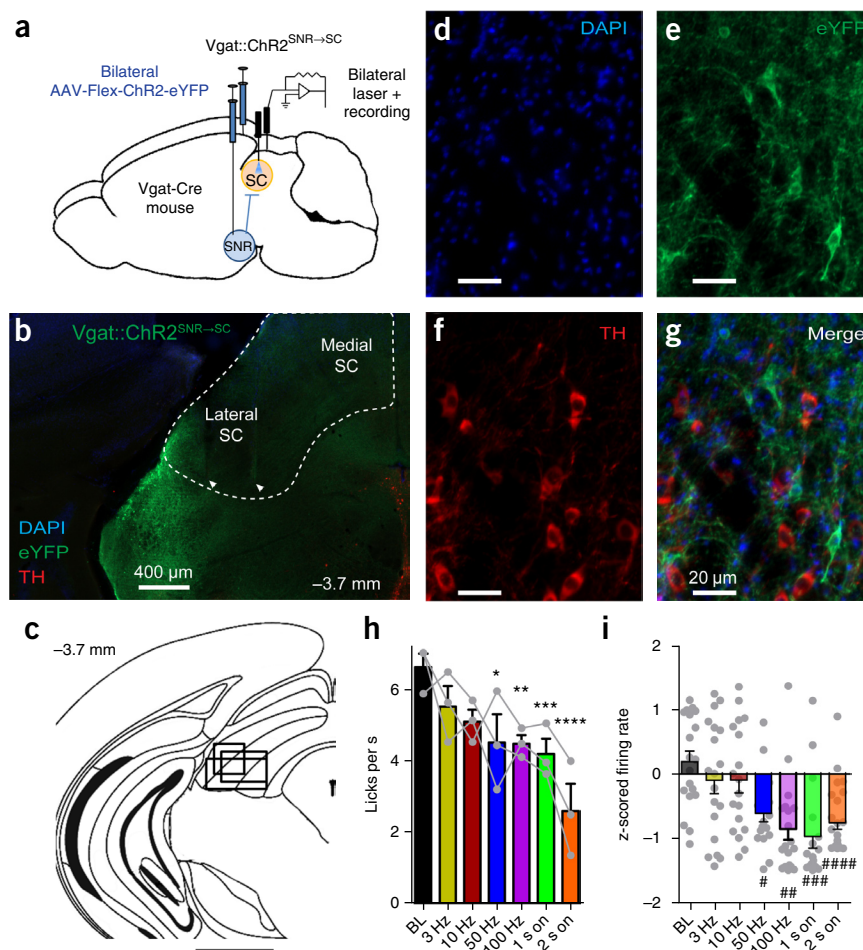 a
Vgat::ChR2SNR→SC
Bilateral
AAV-Flex-ChR2-eYFP
Bilateral
laser +
recording
Vgat-Cre
mouse
SC
SNR
b
Vgat::ChR2SNR→SC
Medial
SC
Lateral
SC
DAPI
eYFP
TH
400 µm
–3.7 mm
c
–3.7 mm
d
DAPI
e
eYFP
f
TH
g
Merge
20 µm
h
Licks per s
6
4
2
0
*
**
***
****
BL
3 Hz
10 Hz
50 Hz
100 Hz
1 s on
2 s on
i
z-scored firing rate
2
1
0
–1
–2
#
##
###
####
BL
3 Hz
10 Hz
50 Hz
100 Hz
s on
2 s on